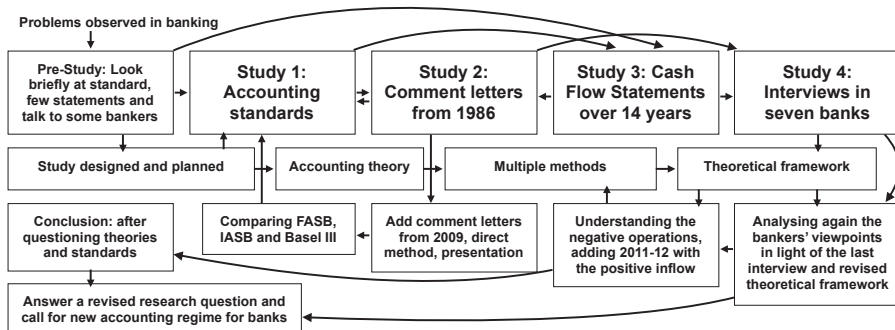 Problems observed in banking
Pre-Study: Look
briefly at standard,
few statements and
talk to some bankers
Study 1:
Accounting
standards
Study 2:
Comment letters
from 1986
Study 3: Cash
Flow Statements
over 14 years
Study 4:
Interviews in
seven banks
Study designed and planned
Accounting theory
Multiple methods
Theoretical framework
Conclusion: after
questioning theories
and standards
Comparing FASB,
IASB and Basel III
Add comment letters
from 2009, direct
method, presentation
Understanding the
negative operations,
adding 2011-12 with
the positive inflow
Analysing again the
bankers' viewpoints
in light of the last
interview and revised
theoretical framework
Answer a revised research question and
call for new accounting regime for banks